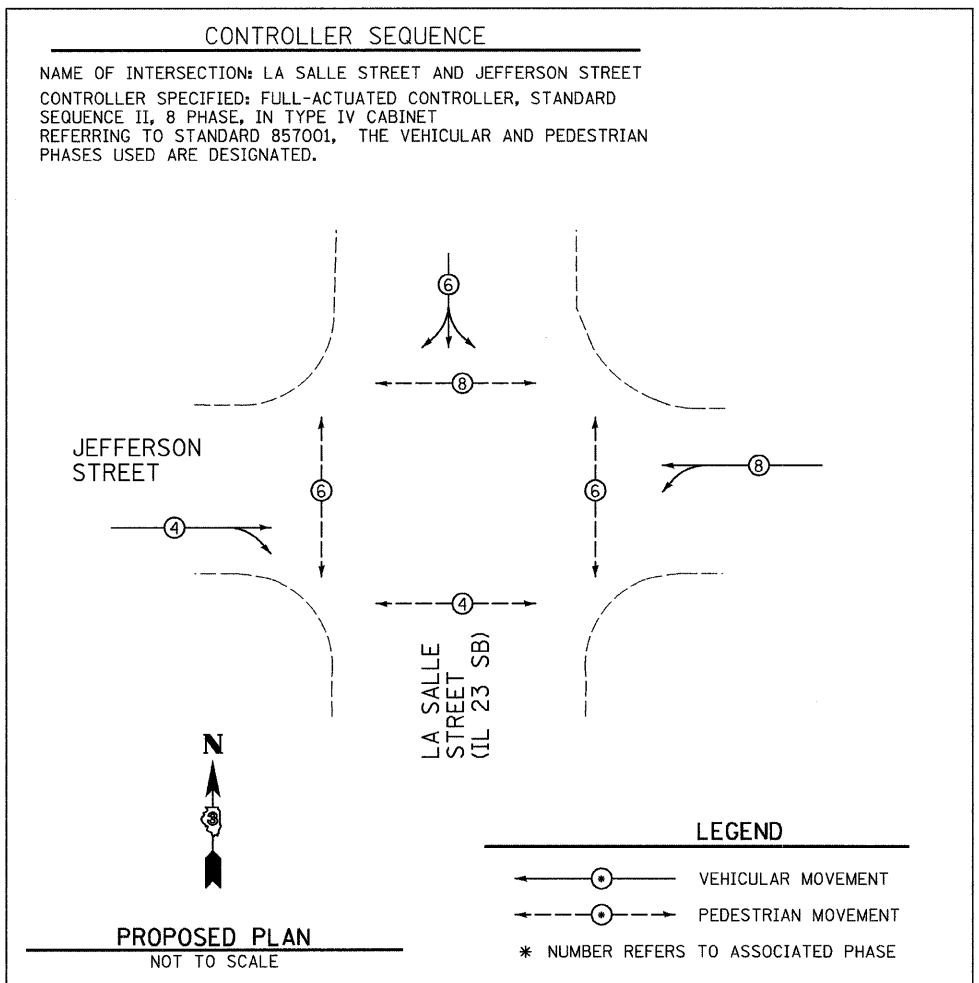 CONTROLLER SEQUENCE
NAME OF INTERSECTION: LA SALLE STREET AND JEFFERSON STREET
CONTROLLER SPECIFIED: FULL-ACTUATED CONTROLLER, STANDARD
SEQUENCE II, 8 PHASE, IN TYPE IV CABINET
REFERRING TO STANDARD 857001, THE VEHICULAR AND PEDESTRIAN
PHASES USED ARE DESIGNATED.
6
8
JEFFERSON
STREET
8
6
6
4
4
LA SALLE
STREET
(IL 23 SB)
N
3
LEGEND
* VEHICULAR MOVEMENT
* PEDESTRIAN MOVEMENT
* NUMBER REFERS TO ASSOCIATED PHASE
PROPOSED PLAN
NOT TO SCALE